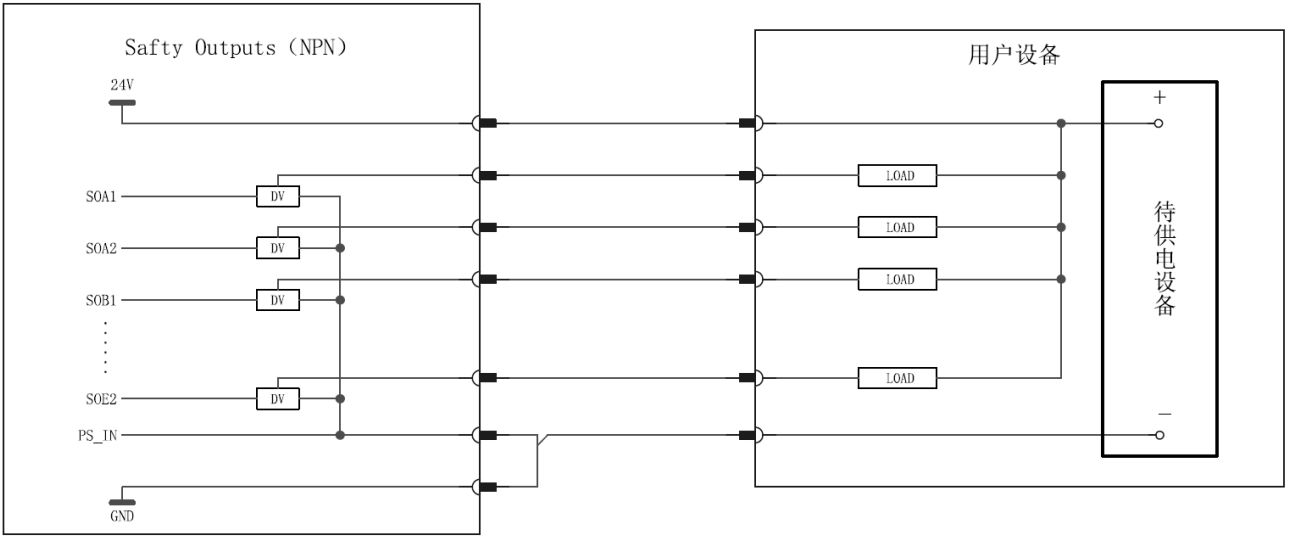 Safty Outputs（NPN）
用户设备
24V
+
SOA1
DV
LOAD
SOA2
DV
LOAD
SOB1
DV
LOAD
待供电设备
SOE2
DV
LOAD
PS_IN
—
GND